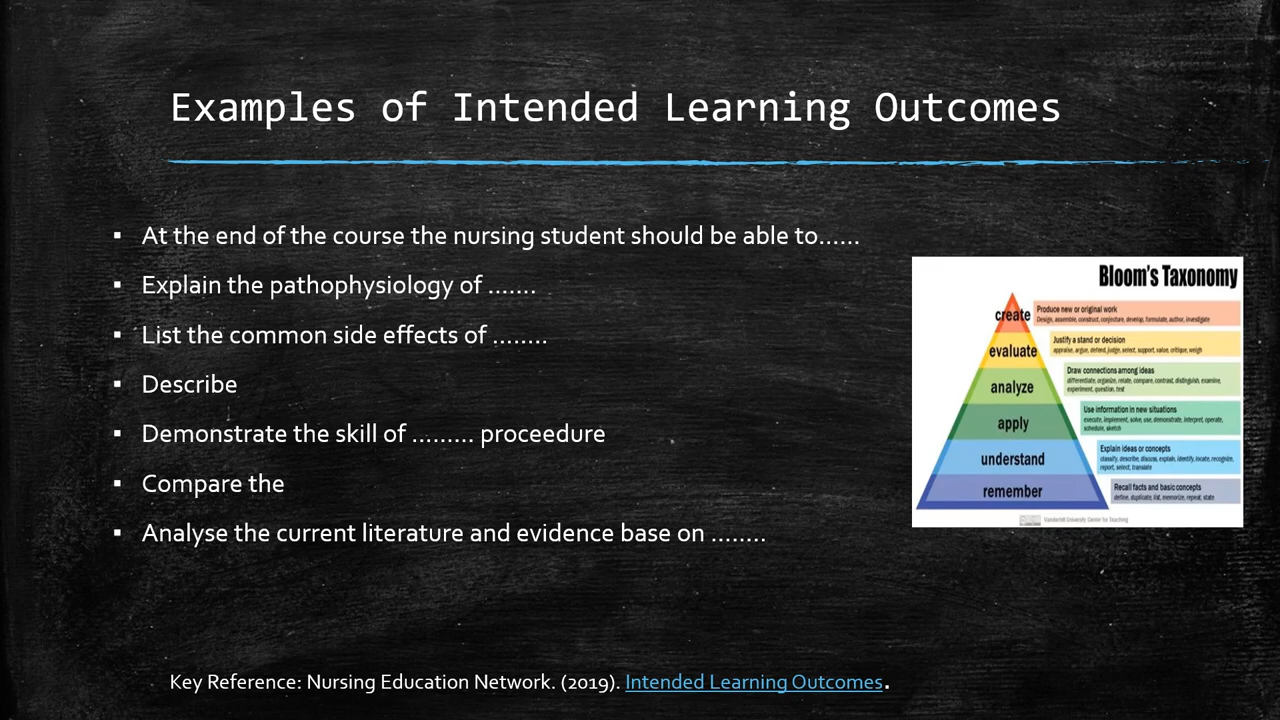 Examples of Intended Learning Outcomes
▪ At the end of the course the nursing student should be able to......
▪ Explain the pathophysiology of .......
▪ List the common side effects of ........
▪ Describe
▪ Demonstrate the skill of ......... proceedure
▪ Compare the
▪ Analyse the current literature and evidence base on ........
Bloom's Taxonomy
create
Produce new or original work
Design, assemble, construct, conjecture, develop, formulate, author, investigate
evaluate
Justify a stand or decision
appraise, argue, defend, judge, select, support, value, critique, weigh
analyze
Draw connections among ideas
differentiate, organize, relate, compare, contrast, distinguish, examine,
experiment, question, test
apply
Use information in new situations
execute, implement, solve, use, demonstrate, interpret, operate,
schedule, sketch
understand
Explain ideas or concepts
classify, describe, discuss, explain, identify, locate, recognize,
report, select, translate
remember
Recall facts and basic concepts
define, duplicate, list, memorize, repeat, state
Vanderbilt University Center for Teaching
Key Reference: Nursing Education Network. (2019). Intended Learning Outcomes.